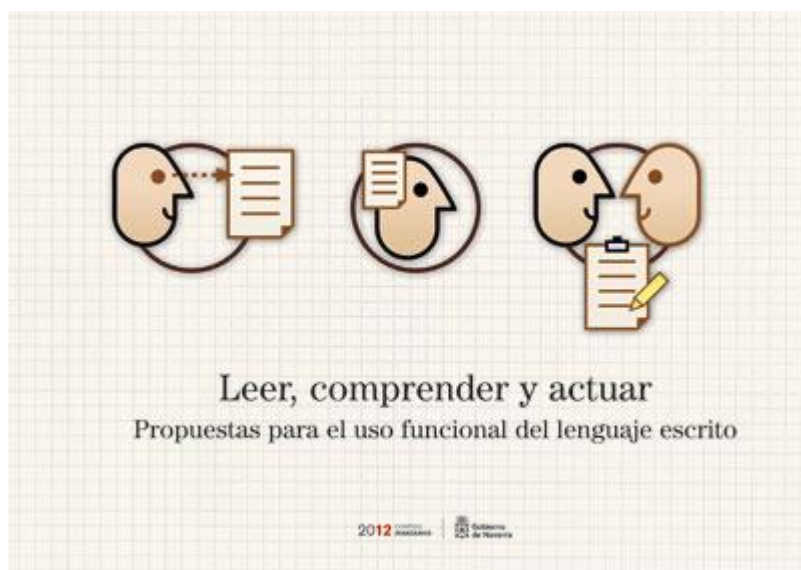 Leer, comprender y actuar
Propuestas para el uso funcional del lenguaje escrito
2012
Gobierno
de Navarra